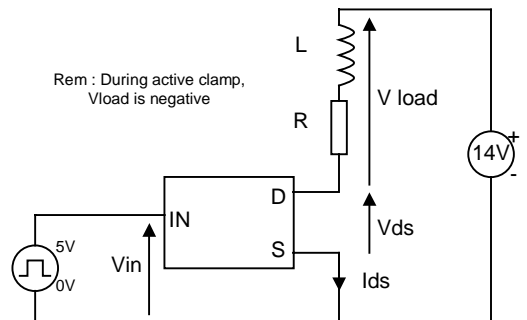 L
Rem : During active clamp,
Vload is negative
V load
R
14V
+
-
D
IN
Vds
5V
S
Vin
Ids
0V